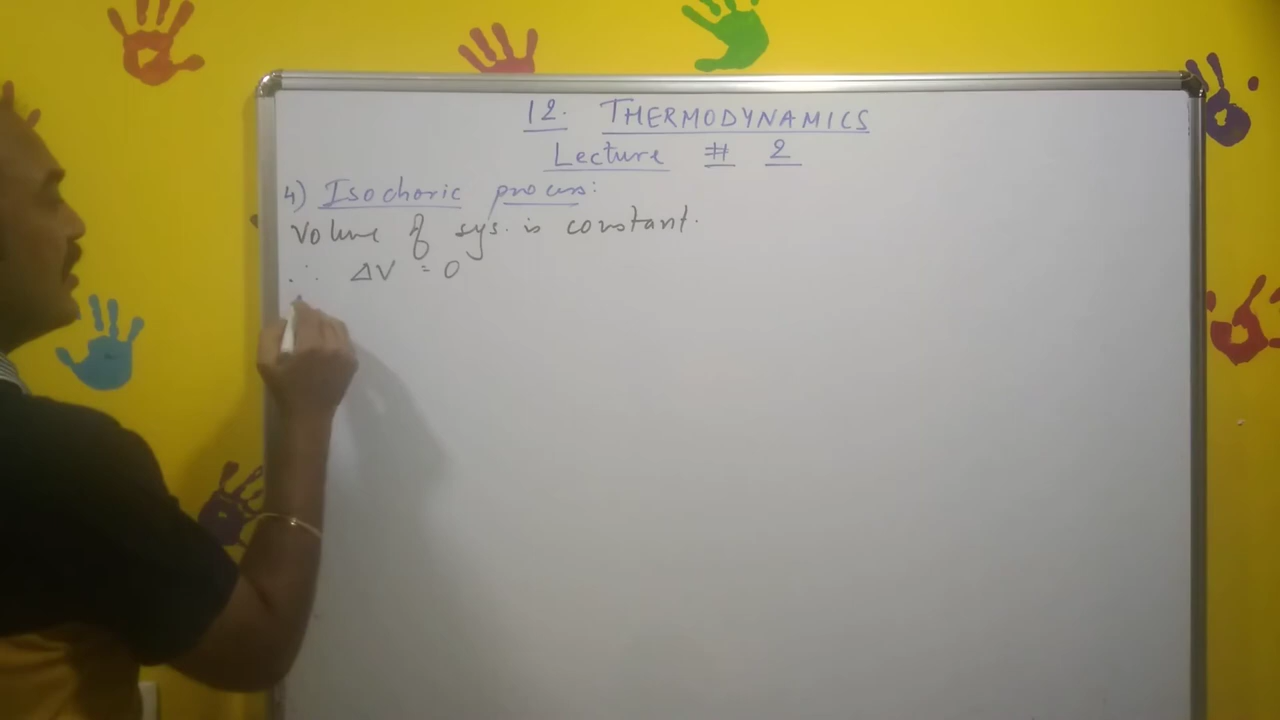 12. THERMODYNAMICS
Lecture # 2
4) Isochoric process:
Volume of sys. is constant.
∴ ΔV = 0